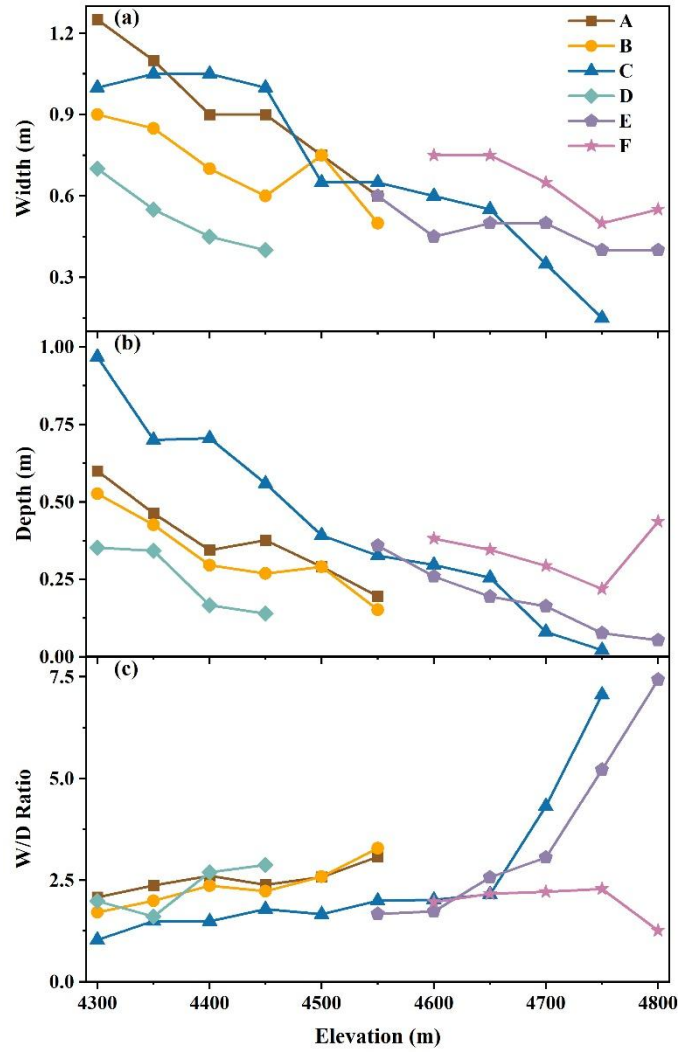 (a)
A
B
C
D
E
F
1.2
0.9
0.6
0.3
Width (m)
(b)
1.00
0.75
0.50
0.25
0.00
Depth (m)
(c)
7.5
5.0
2.5
0.0
W/D Ratio
4300 4400 4500 4600 4700 4800
Elevation (m)